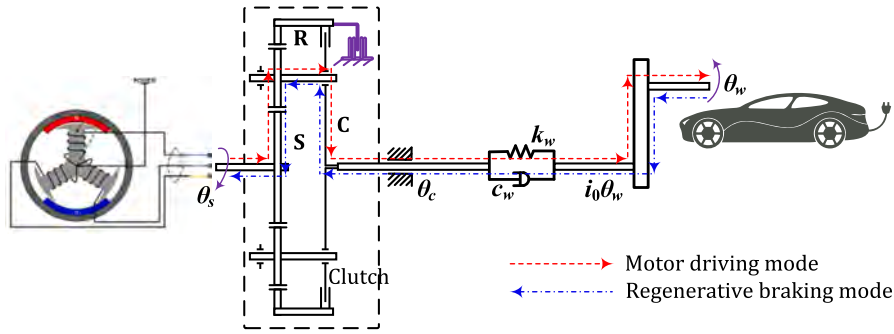 R
C
S
θs
θc
kw
cw
i0θw
θw
Clutch
Motor driving mode
Regenerative braking mode